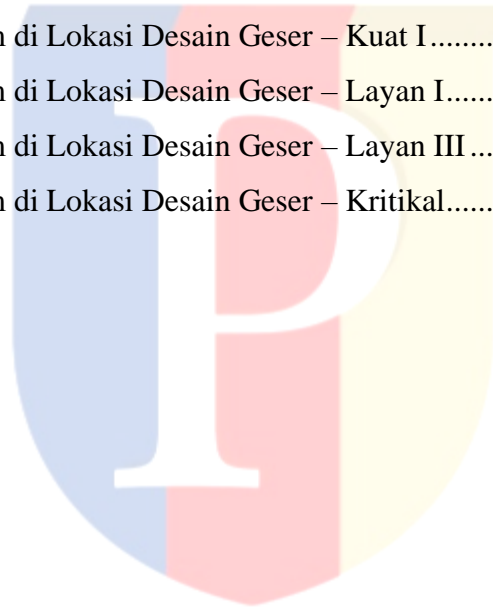 di Lokasi Desain Geser – Kuat I........
di Lokasi Desain Geser – Layan I......
di Lokasi Desain Geser – Layan III ...
di Lokasi Desain Geser – Kritikal......
P